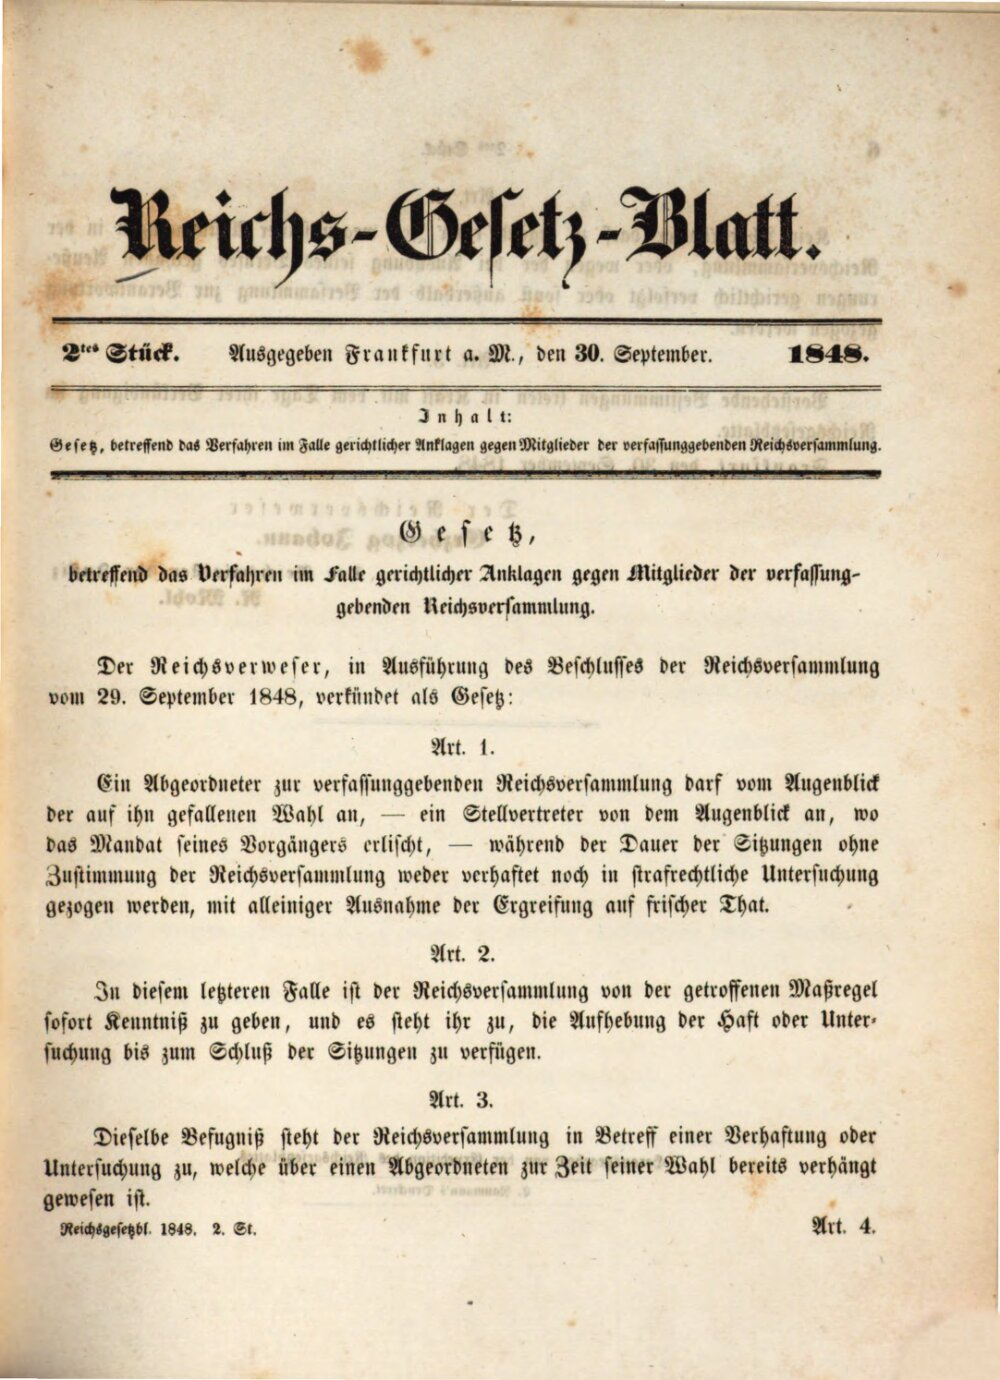 Reichs-Gesetz-Blatt.
2tes Stück. Ausgegeben Frankfurt a. M., den 30. September. 1848.
Inhalt:
Gesetz, betreffend das Verfahren im Falle gerichtlicher Anklagen gegen Mitglieder der verfassunggebenden Reichsversammlung.
Gesetz,
betreffend das Verfahren im Falle gerichtlicher Anklagen gegen Mitglieder der verfassung-
gebenden Reichsversammlung.
Der Reichsverweser, in Ausführung des Beschlusses der Reichsversammlung
vom 29. September 1848, verkündet als Gesetz:
Art. 1.
Ein Abgeordneter zur verfassunggebenden Reichsversammlung darf vom Augenblick
der auf ihn gefallenen Wahl an, — ein Stellvertreter von dem Augenblick an, wo
das Mandat seines Vorgängers erlischt, — während der Dauer der Sitzungen ohne
Zustimmung der Reichsversammlung weder verhaftet noch in strafrechtliche Untersuchung
gezogen werden, mit alleiniger Ausnahme der Ergreifung auf frischer That.
Art. 2.
In diesem letzteren Falle ist der Reichsversammlung von der getroffenen Maßregel
sofort Kenntniß zu geben, und es steht ihr zu, die Aufhebung der Haft oder Unter-
suchung bis zum Schluß der Sitzungen zu verfügen.
Art. 3.
Dieselbe Befugniß steht der Reichsversammlung in Betreff einer Verhaftung oder
Untersuchung zu, welche über einen Abgeordneten zur Zeit seiner Wahl bereits verhängt
gewesen ist.
Reichsgesetzbl. 1848. 2. St. Art. 4.